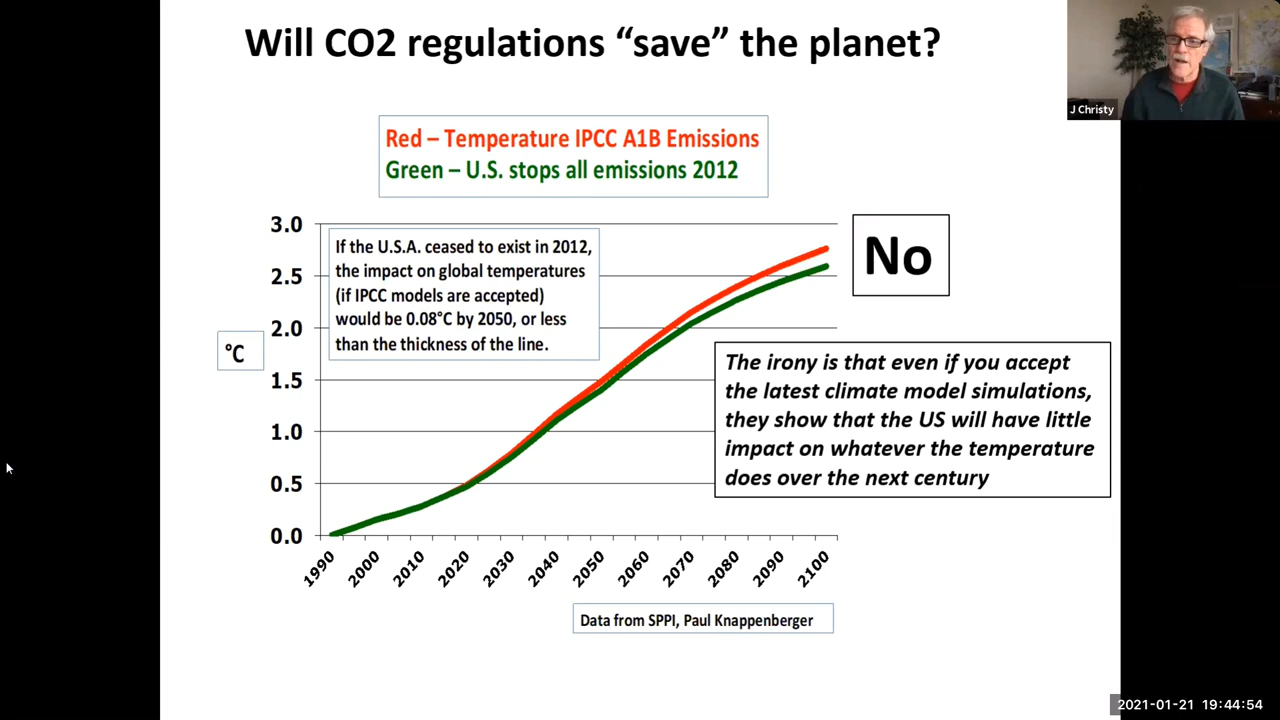 Will CO2 regulations “save” the planet?
J Christy
Red – Temperature IPCC A1B Emissions
Green – U.S. stops all emissions 2012
3.0
2.5
2.0
1.5
1.0
0.5
0.0
°C
If the U.S.A. ceased to exist in 2012,
the impact on global temperatures
(if IPCC models are accepted)
would be 0.08°C by 2050, or less
than the thickness of the line.
No
The irony is that even if you accept
the latest climate model simulations,
they show that the US will have little
impact on whatever the temperature
does over the next century
1990 2000 2010 2020 2030 2040 2050 2060 2070 2080 2090 2100
Data from SPPI, Paul Knappenberger
2021-01-21 19:44:54